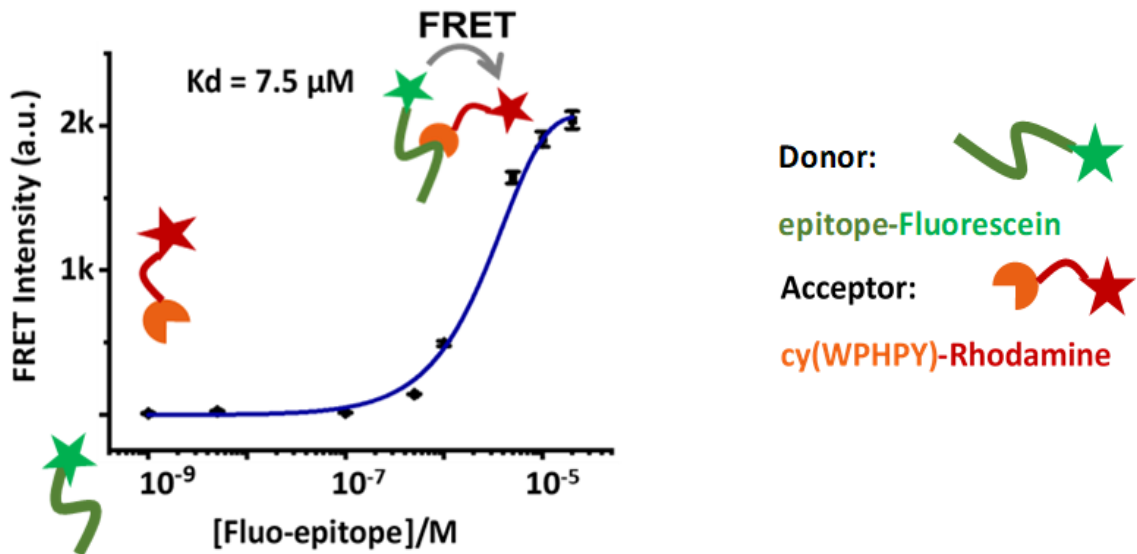 FRET
Kd = 7.5 µM
FRET Intensity (a.u.)
2k
1k
10⁻⁹
10⁻⁷
10⁻⁵
[Fluo-epitope]/M
Donor:
epitope-Fluorescein
Acceptor:
cy(WPHPY)-Rhodamine